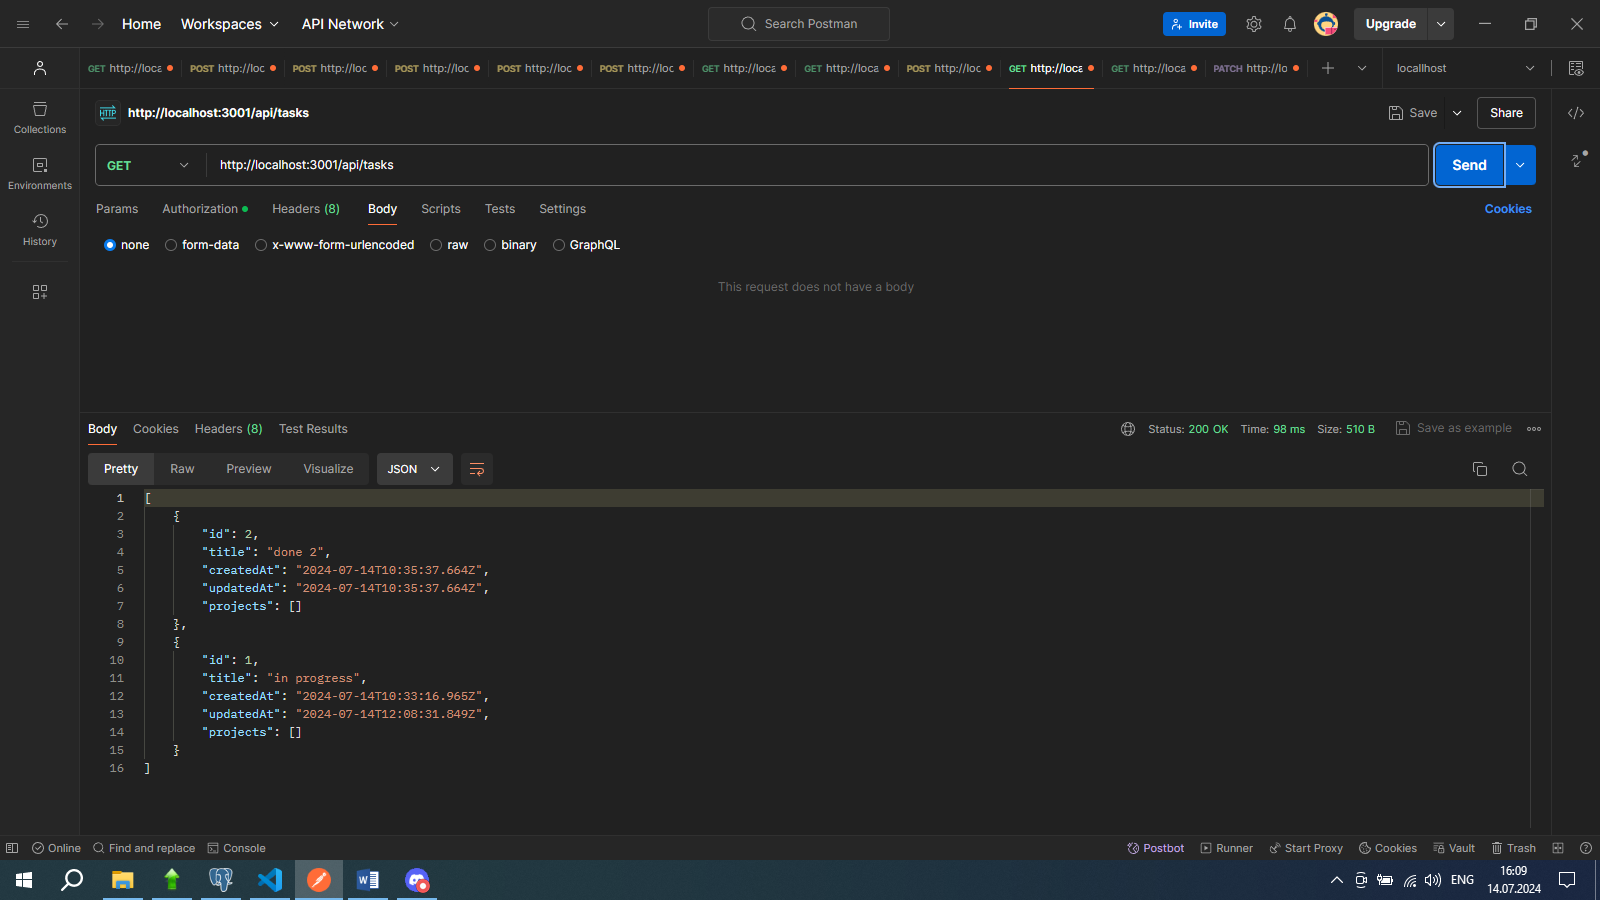 Home Workspaces API Network Search Postman Invite Upgrade
GET http://loca POST http://loc POST http://loc POST http://loc POST http://loc POST http://loc GET http://loca GET http://loca POST http://loc GET http://loca GET http://loca PATCH http://lo localhost
HTTP http://localhost:3001/api/tasks Save Share
Collections
GET http://localhost:3001/api/tasks Send
Environments
Params Authorization Headers (8) Body Scripts Tests Settings Cookies
History
none form-data x-www-form-urlencoded raw binary GraphQL
This request does not have a body
Body Cookies Headers (8) Test Results Status: 200 OK Time: 98 ms Size: 510 B Save as example
Pretty Raw Preview Visualize JSON
1 [
2 {
3 "id": 2,
4 "title": "done 2",
5 "createdAt": "2024-07-14T10:35:37.664Z",
6 "updatedAt": "2024-07-14T10:35:37.664Z",
7 "projects": []
8 },
9 {
10 "id": 1,
11 "title": "in progress",
12 "createdAt": "2024-07-14T10:33:16.965Z",
13 "updatedAt": "2024-07-14T12:08:31.849Z",
14 "projects": []
15 }
16 ]
Online Find and replace Console Postbot Runner Start Proxy Cookies Vault Trash
W ENG 16:09
14.07.2024